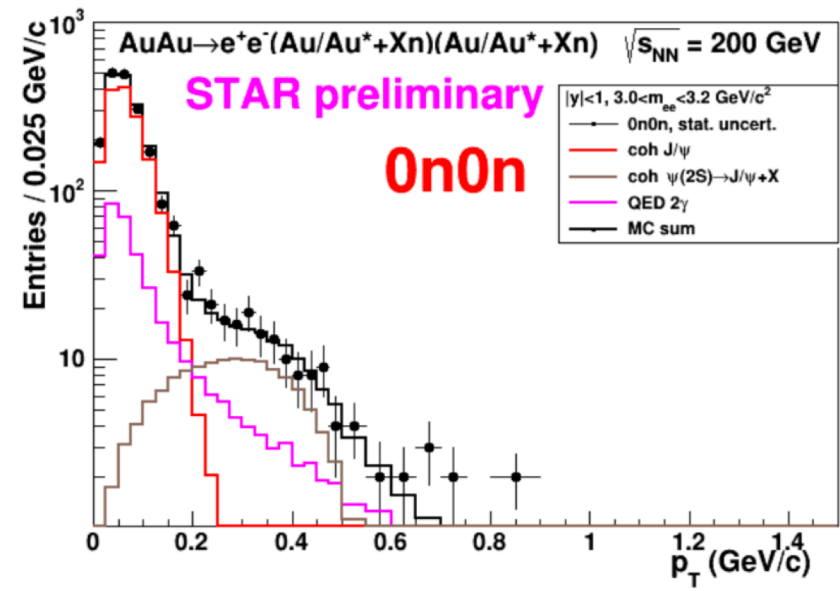 AuAu→e⁺e⁻(Au/Au*+Xn)(Au/Au*+Xn) √s_NN = 200 GeV
STAR preliminary
0n0n
|y|<1, 3.0<m_ee<3.2 GeV/c²
0n0n, stat. uncert.
coh J/ψ
coh ψ(2S)→J/ψ+X
QED 2γ
MC sum
Entries / 0.025 GeV/c
10³
10²
10
0 0.2 0.4 0.6 0.8 1 1.2 1.4
p_T (GeV/c)